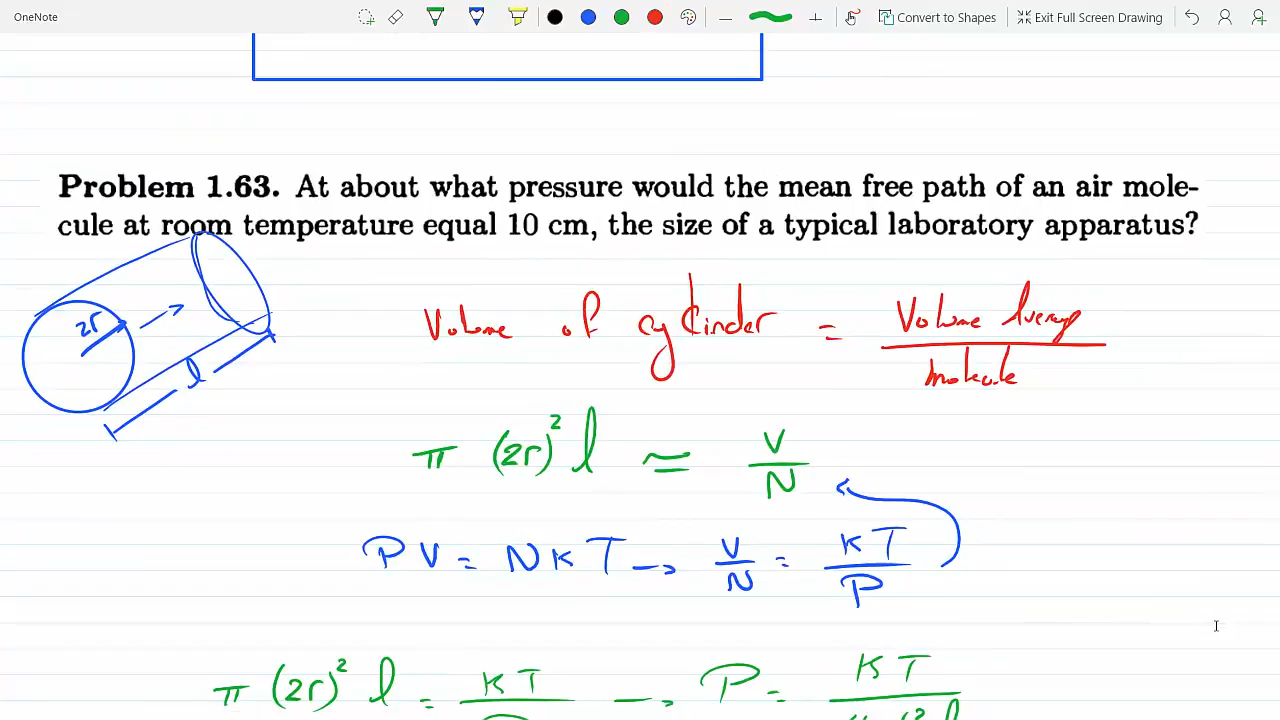 OneNote
Convert to Shapes
Exit Full Screen Drawing
Problem 1.63. At about what pressure would the mean free path of an air mole-
cule at room temperature equal 10 cm, the size of a typical laboratory apparatus?
2r
l
Volume of cylinder = Volume Average
molecule
π (2r)² l ≈ V/N
PV = NKT → V/N = KT/P
π (2r)² l = KT → P = KT